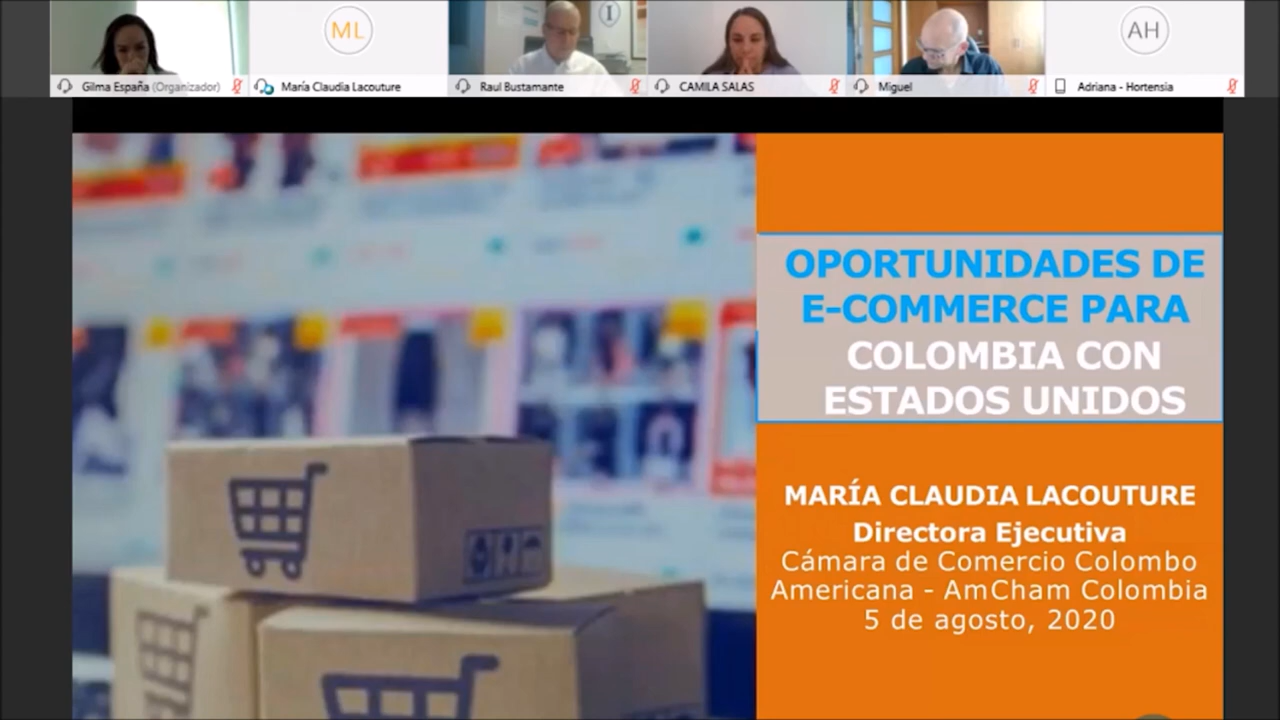 ML
AH
Gilma España (Organizador)
María Claudia Lacouture
Raul Bustamante
CAMILA SALAS
Miguel
Adriana - Hortensia
OPORTUNIDADES DE
E-COMMERCE PARA
COLOMBIA CON
ESTADOS UNIDOS
MARÍA CLAUDIA LACOUTURE
Directora Ejecutiva
Cámara de Comercio Colombo
Americana - AmCham Colombia
5 de agosto, 2020